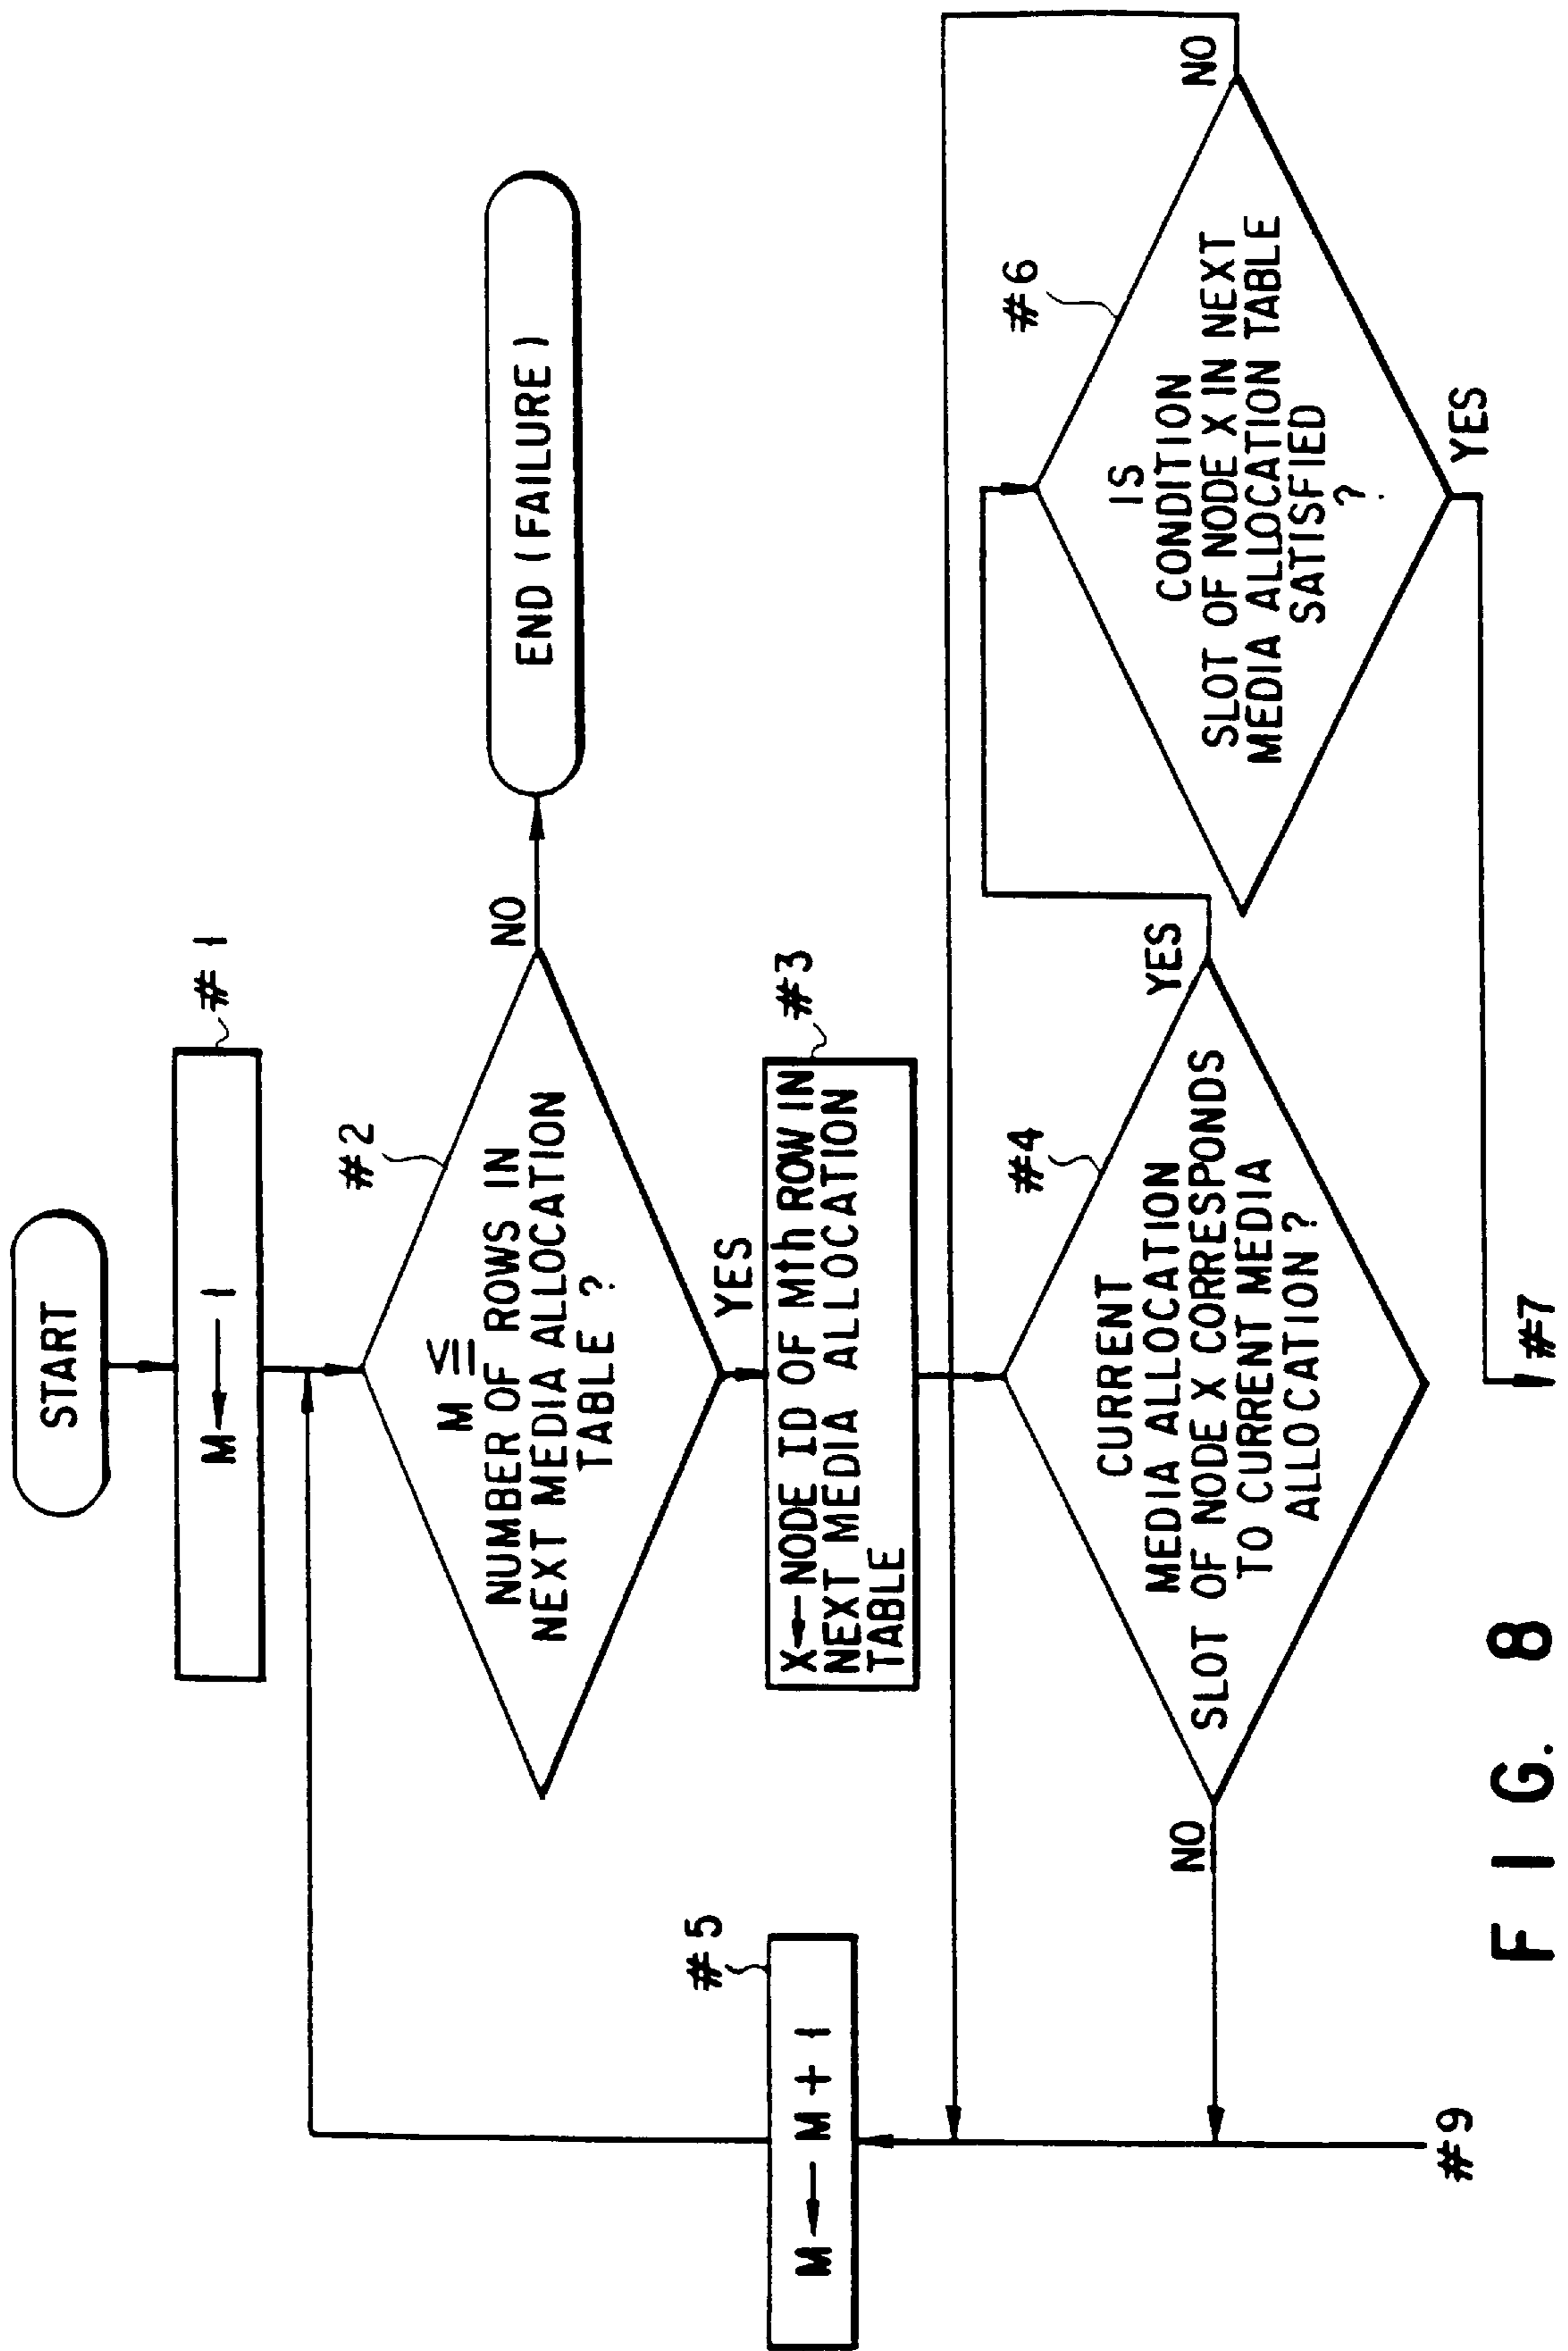 START
M ← 1
#1
M ≦
NUMBER OF ROWS IN
NEXT MEDIA ALLOCATION
TABLE ?
#2
NO
END (FAILURE)
YES
X ← NODE ID OF Mth ROW IN
NEXT MEDIA ALLOCATION
TABLE
#3
CURRENT
MEDIA ALLOCATION
SLOT OF NODE X CORRESPONDS
TO CURRENT MEDIA
ALLOCATION ?
#4
NO
YES
M ← M + 1
#5
IS
CONDITION
SLOT OF NODE X IN NEXT
MEDIA ALLOCATION TABLE
SATISFIED
?
#6
NO
YES
#9
#7
FIG. 8